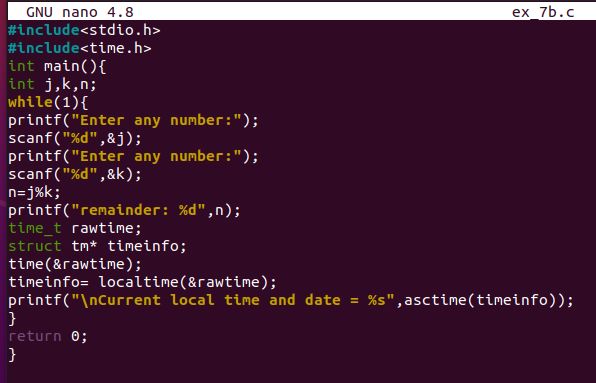 GNU nano 4.8 ex_7b.c
#include<stdio.h>
#include<time.h>
int main(){
int j,k,n;
while(1){
printf("Enter any number:");
scanf("%d",&j);
printf("Enter any number:");
scanf("%d",&k);
n=j%k;
printf("remainder: %d",n);
time_t rawtime;
struct tm* timeinfo;
time(&rawtime);
timeinfo= localtime(&rawtime);
printf("\nCurrent local time and date = %s",asctime(timeinfo));
}
return 0;
}